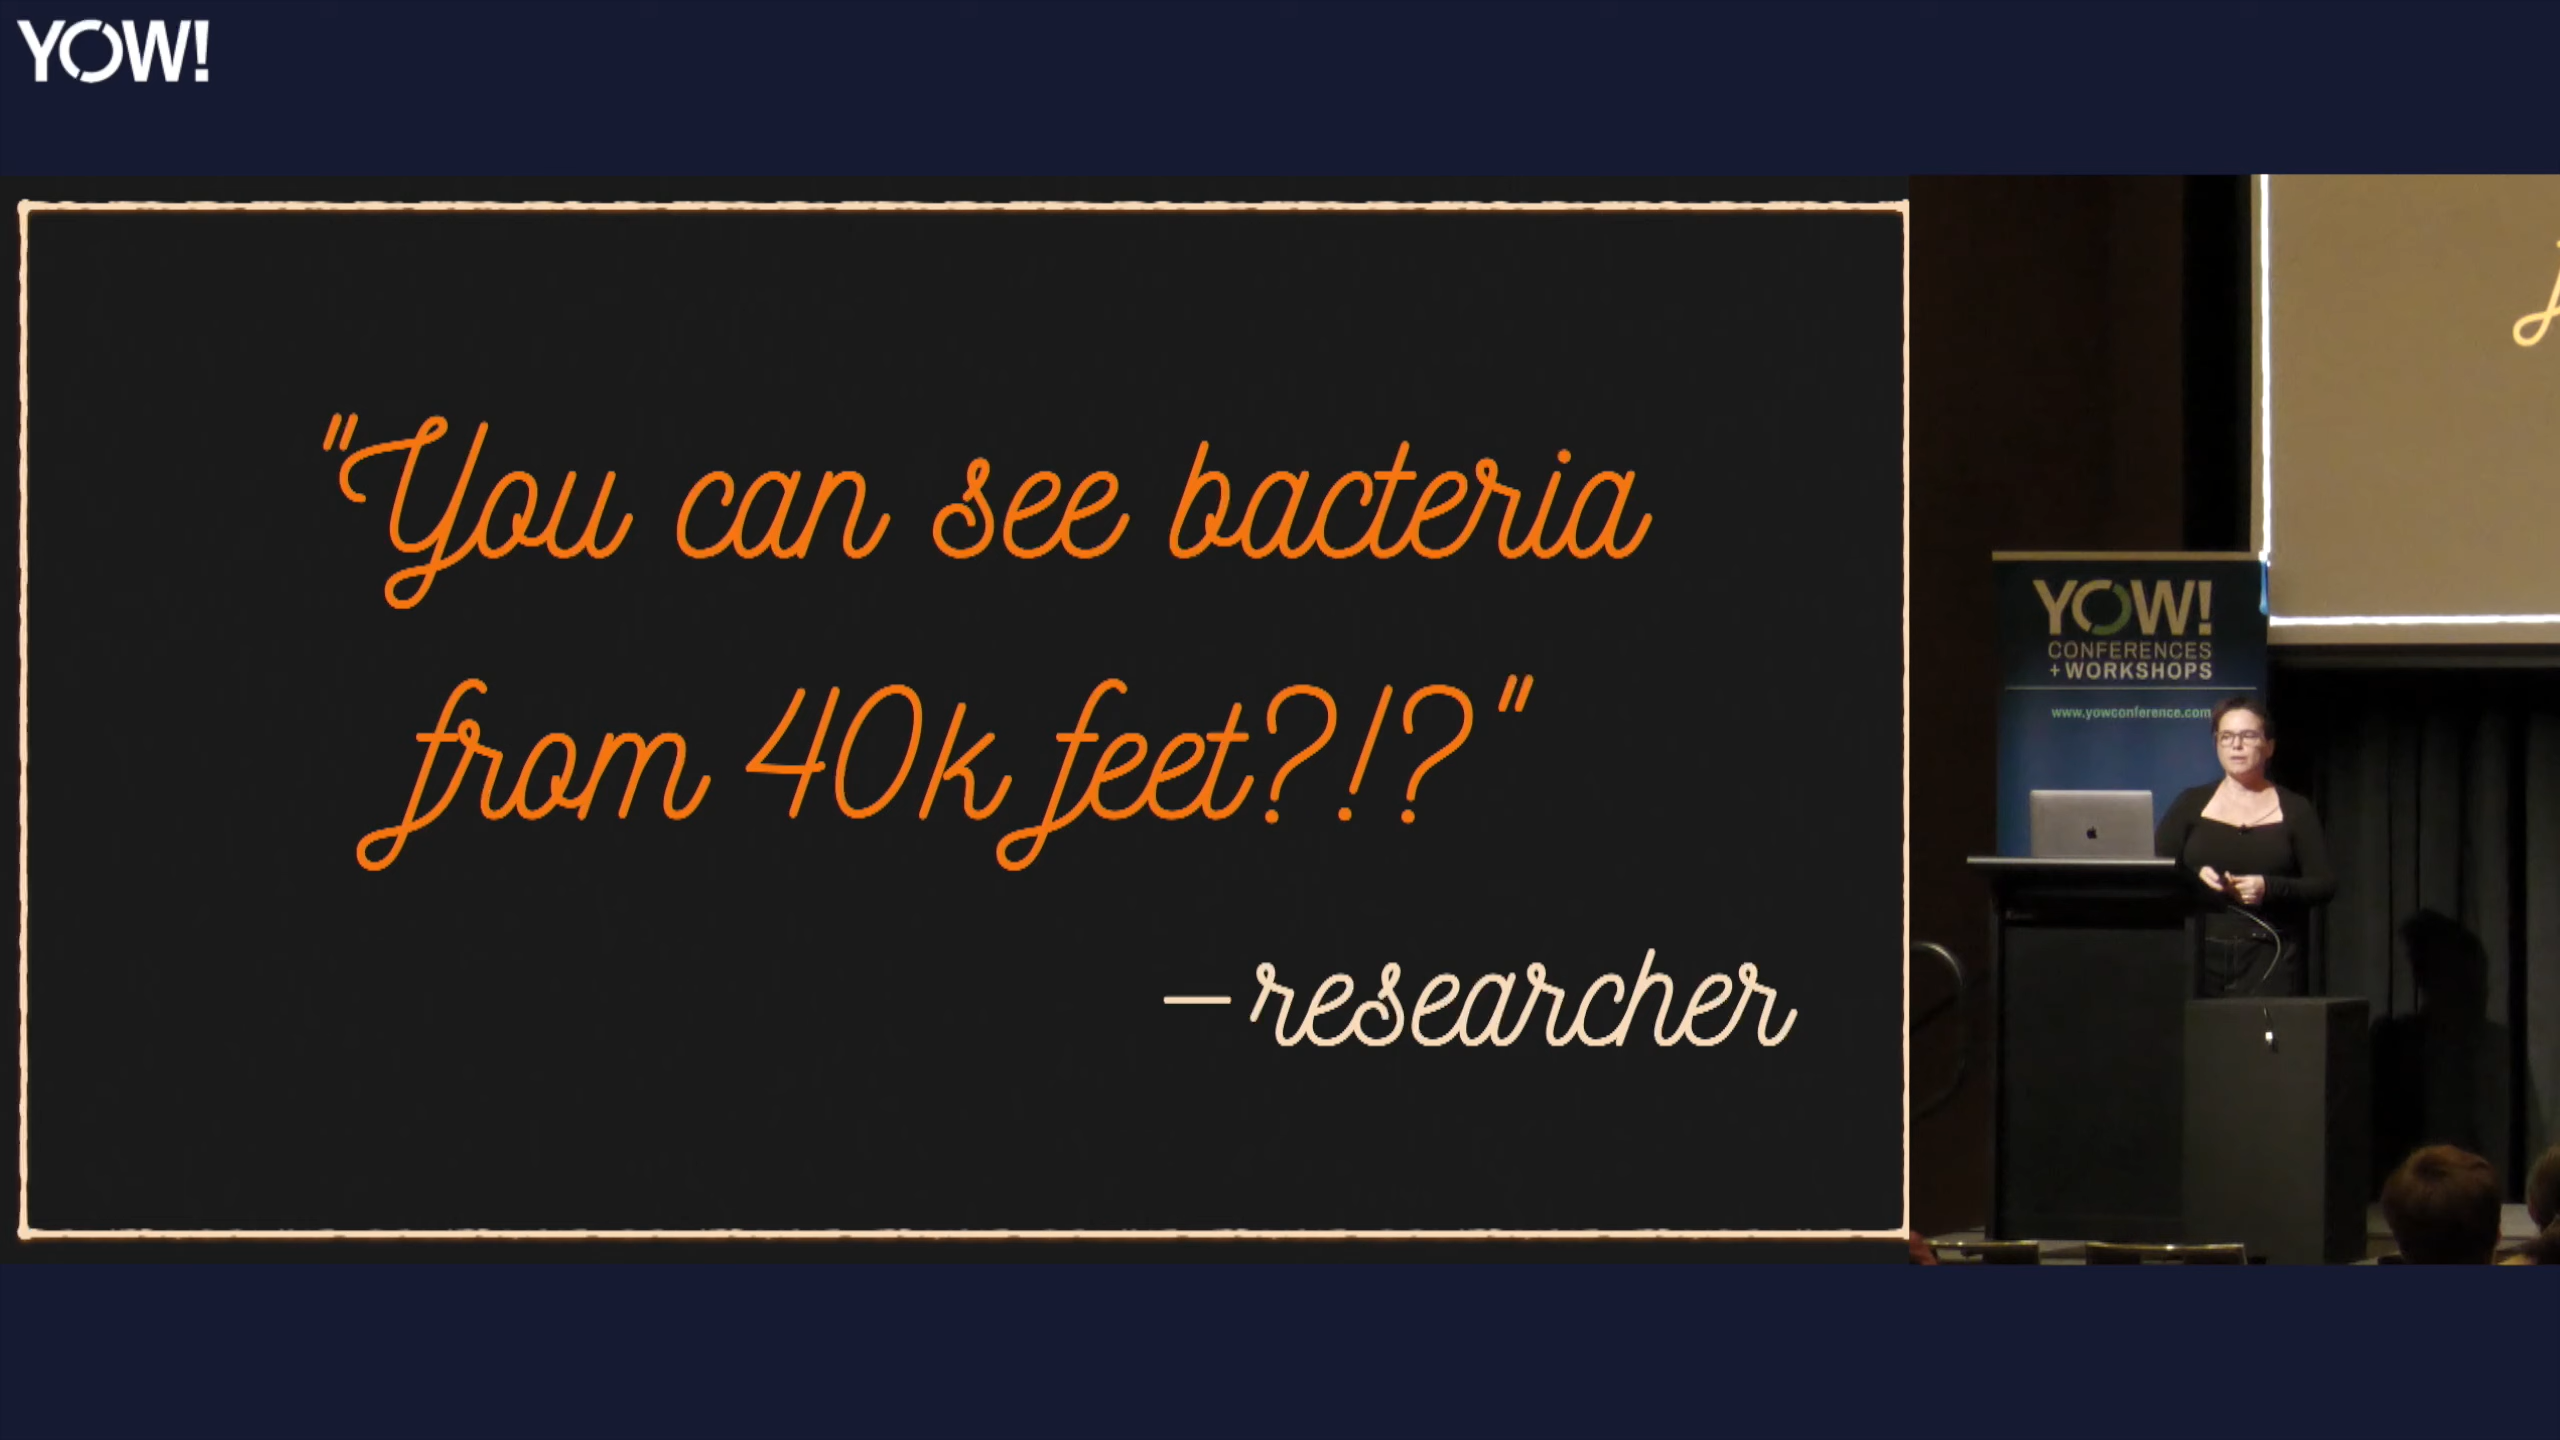 YOW!
"You can see bacteria
from 40k feet?!?"
—researcher
YOW!
CONFERENCES
+ WORKSHOPS
www.yowconference.com